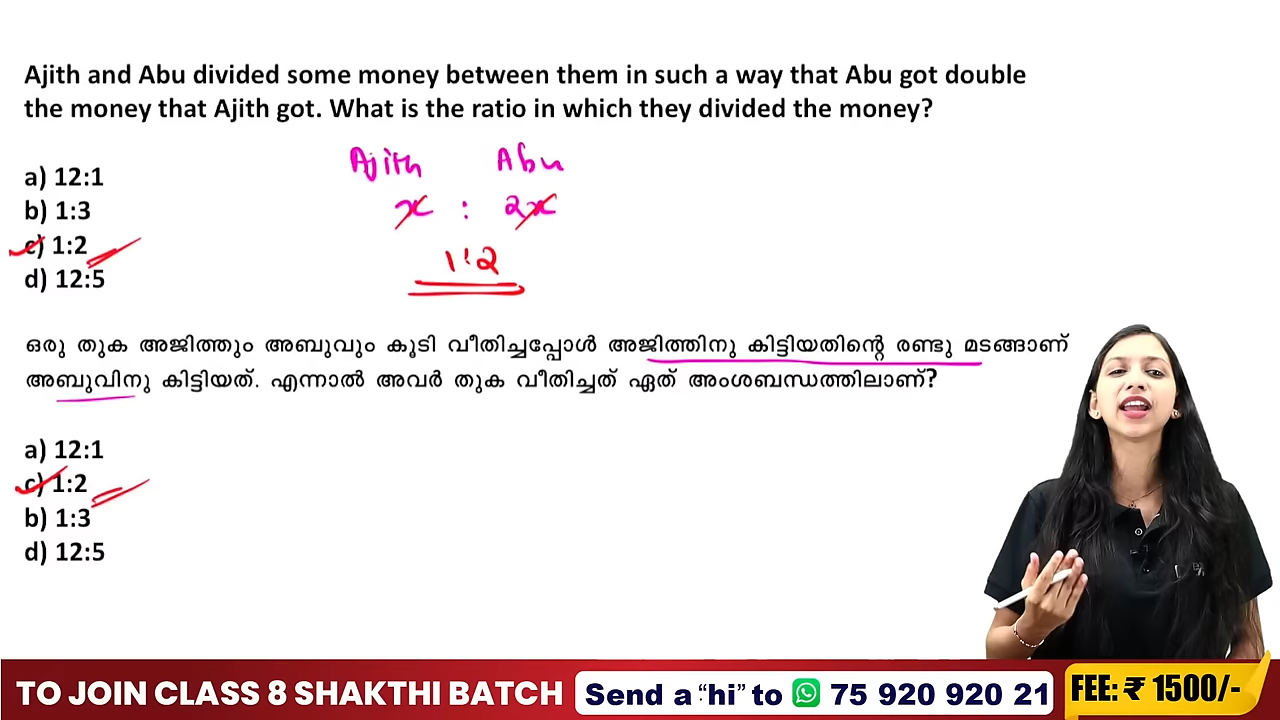 Ajith and Abu divided some money between them in such a way that Abu got double
the money that Ajith got. What is the ratio in which they divided the money?
Ajith Abu
a) 12:1
x : 2x
b) 1:3
c) 1:2
1:2
d) 12:5
ഒരു തുക അജിത്തും അബുവും കൂടി വീതിച്ചപ്പോൾ അജിത്തിനു കിട്ടിയതിന്റെ രണ്ടു മടങ്ങാണ്
അബുവിനു കിട്ടിയത്. എന്നാൽ അവർ തുക വീതിച്ചത് ഏത് അംശബന്ധത്തിലാണ്?
a) 12:1
c) 1:2
b) 1:3
d) 12:5
TO JOIN CLASS 8 SHAKTHI BATCH Send a “hi” to 75 920 920 21 FEE: ₹ 1500/-